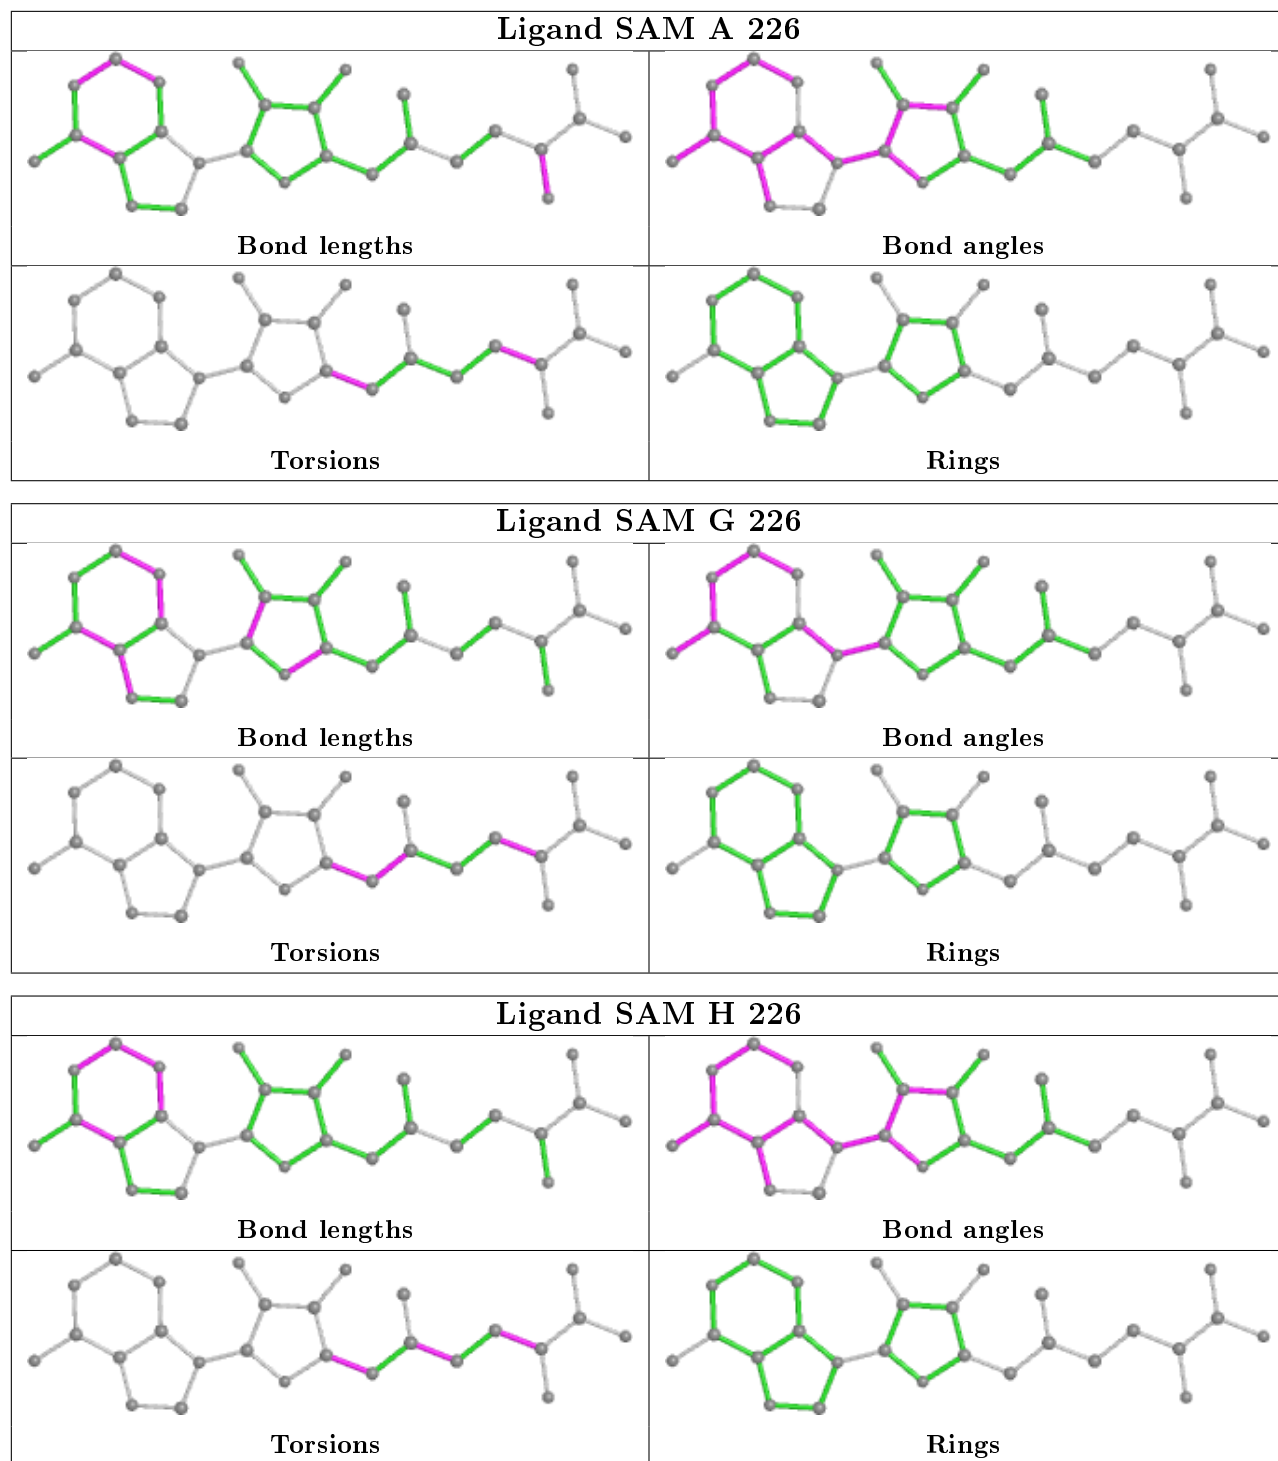 Ligand SAM A 226
Bond lengths
Bond angles
Torsions
Rings
Ligand SAM G 226
Bond lengths
Bond angles
Torsions
Rings
Ligand SAM H 226
Bond lengths
Bond angles
Torsions
Rings